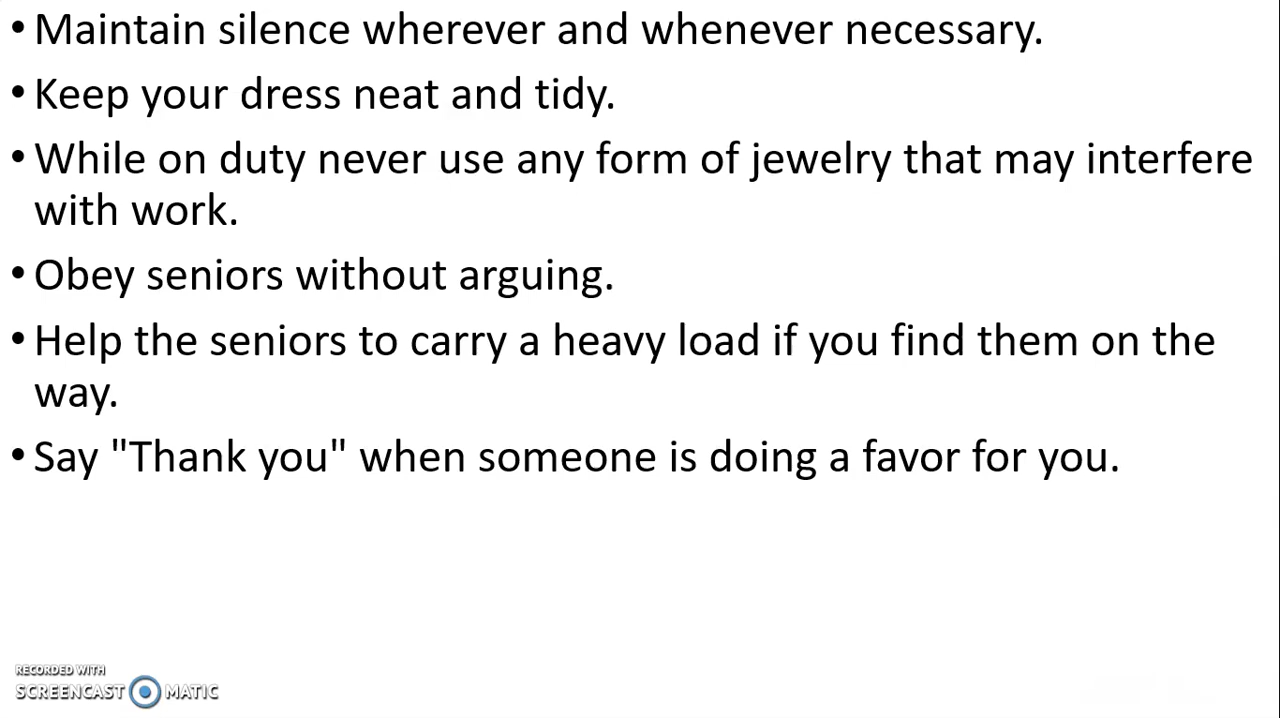 • Maintain silence wherever and whenever necessary.
• Keep your dress neat and tidy.
• While on duty never use any form of jewelry that may interfere
with work.
• Obey seniors without arguing.
• Help the seniors to carry a heavy load if you find them on the
way.
• Say "Thank you" when someone is doing a favor for you.
RECORDED WITH
SCREENCAST MATIC